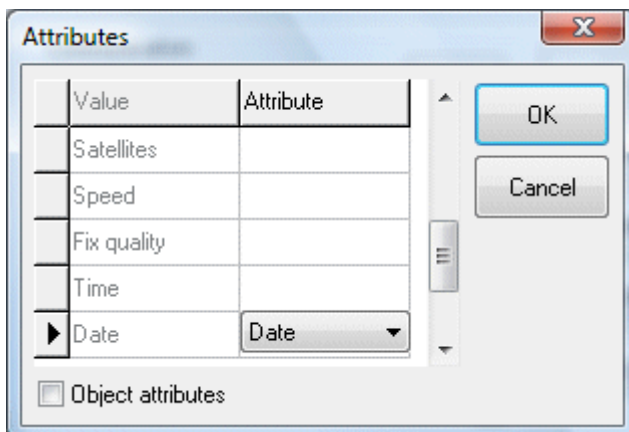 Attributes
Value Attribute
Satellites
Speed
Fix quality
Time
Date Date
Object attributes
OK
Cancel